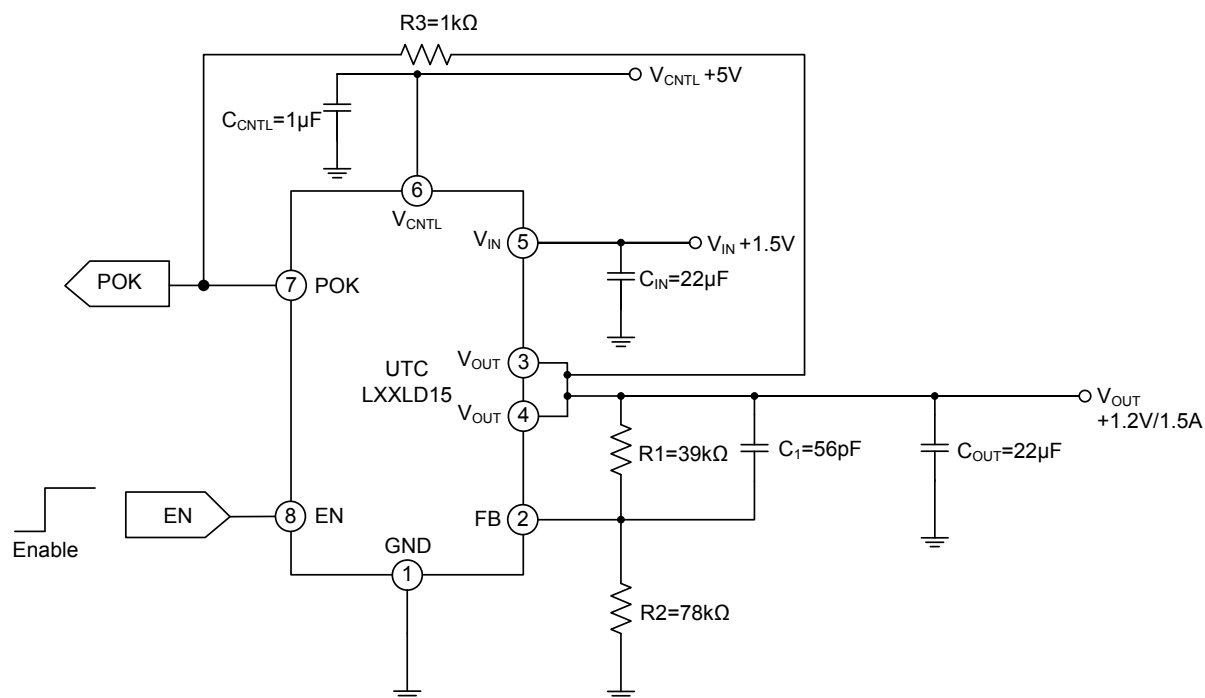 R3=1kΩ
VCNTL +5V
CCNTL=1µF
6
VCNTL
VIN
5
VIN +1.5V
CIN=22µF
POK
7
POK
UTC
LXXLD15
VOUT
3
VOUT
4
VOUT
+1.2V/1.5A
R1=39kΩ
C1=56pF
COUT=22µF
Enable
EN
8
EN
FB
2
GND
1
R2=78kΩ